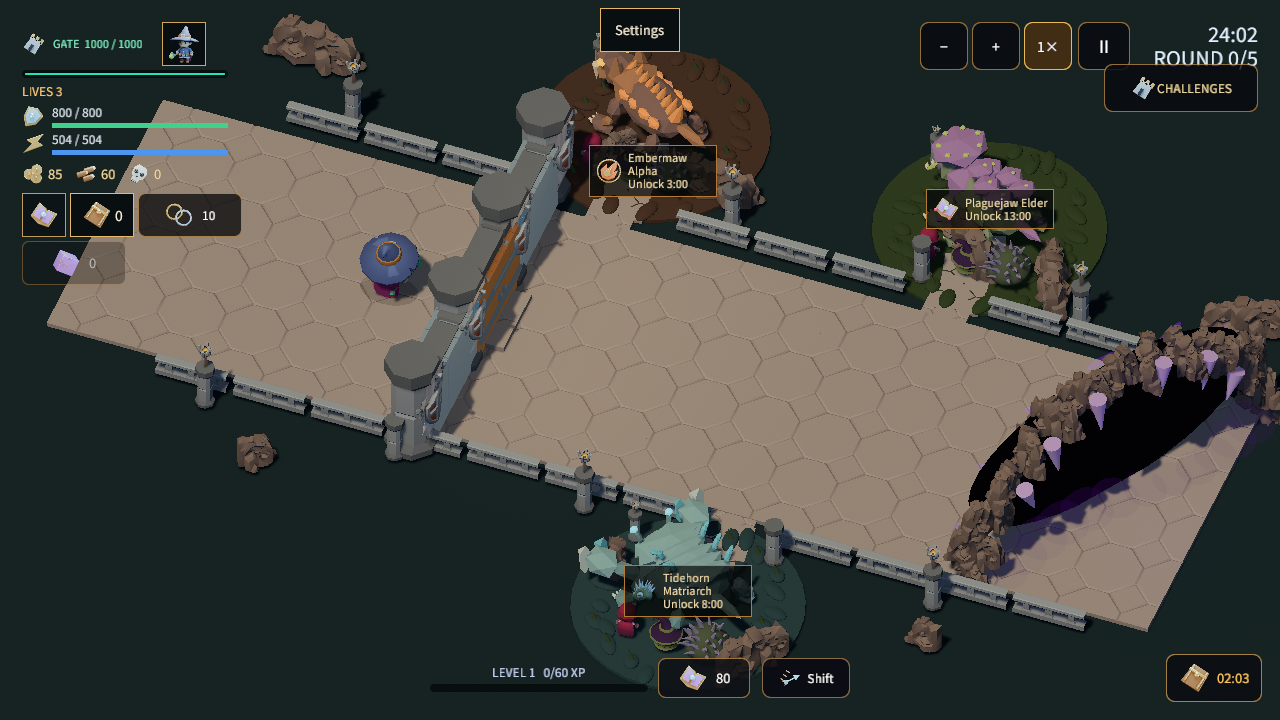 GATE 1000 / 1000
LIVES 3
800 / 800
504 / 504
85
60
0
0
10
0
Settings
−
+
1×
24:02
ROUND 0/5
CHALLENGES
Embermaw
Alpha
Unlock 3:00
Plaguejaw Elder
Unlock 13:00
Tidehorn
Matriarch
Unlock 8:00
LEVEL 1 0/60 XP
80
Shift
02:03